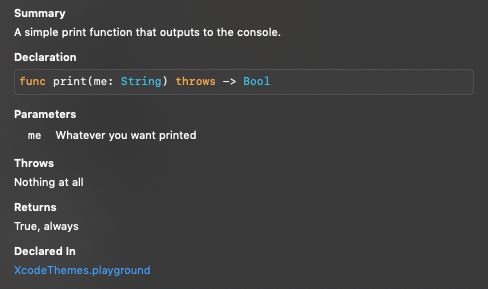 Summary
A simple print function that outputs to the console.
Declaration
func print(me: String) throws -> Bool
Parameters
me Whatever you want printed
Throws
Nothing at all
Returns
True, always
Declared In
XcodeThemes.playground